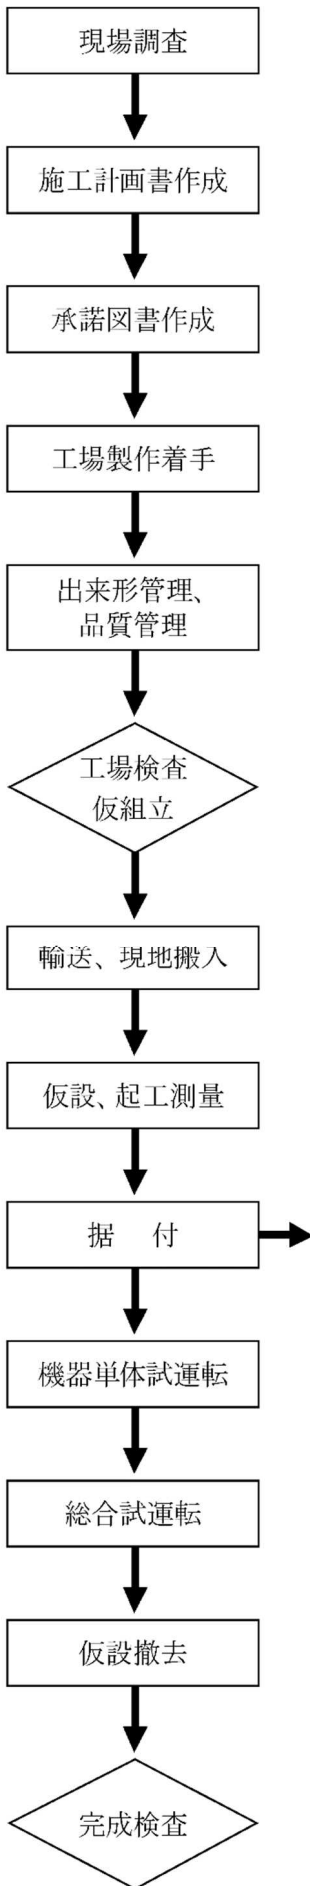 現場調査
施工計画書作成
承諾図書作成
工場製作着手
出来形管理、
品質管理
工場検査
仮組立
輸送、現地搬入
仮設、起工測量
据　付
機器単体試運転
総合試運転
仮設撤去
完成検査